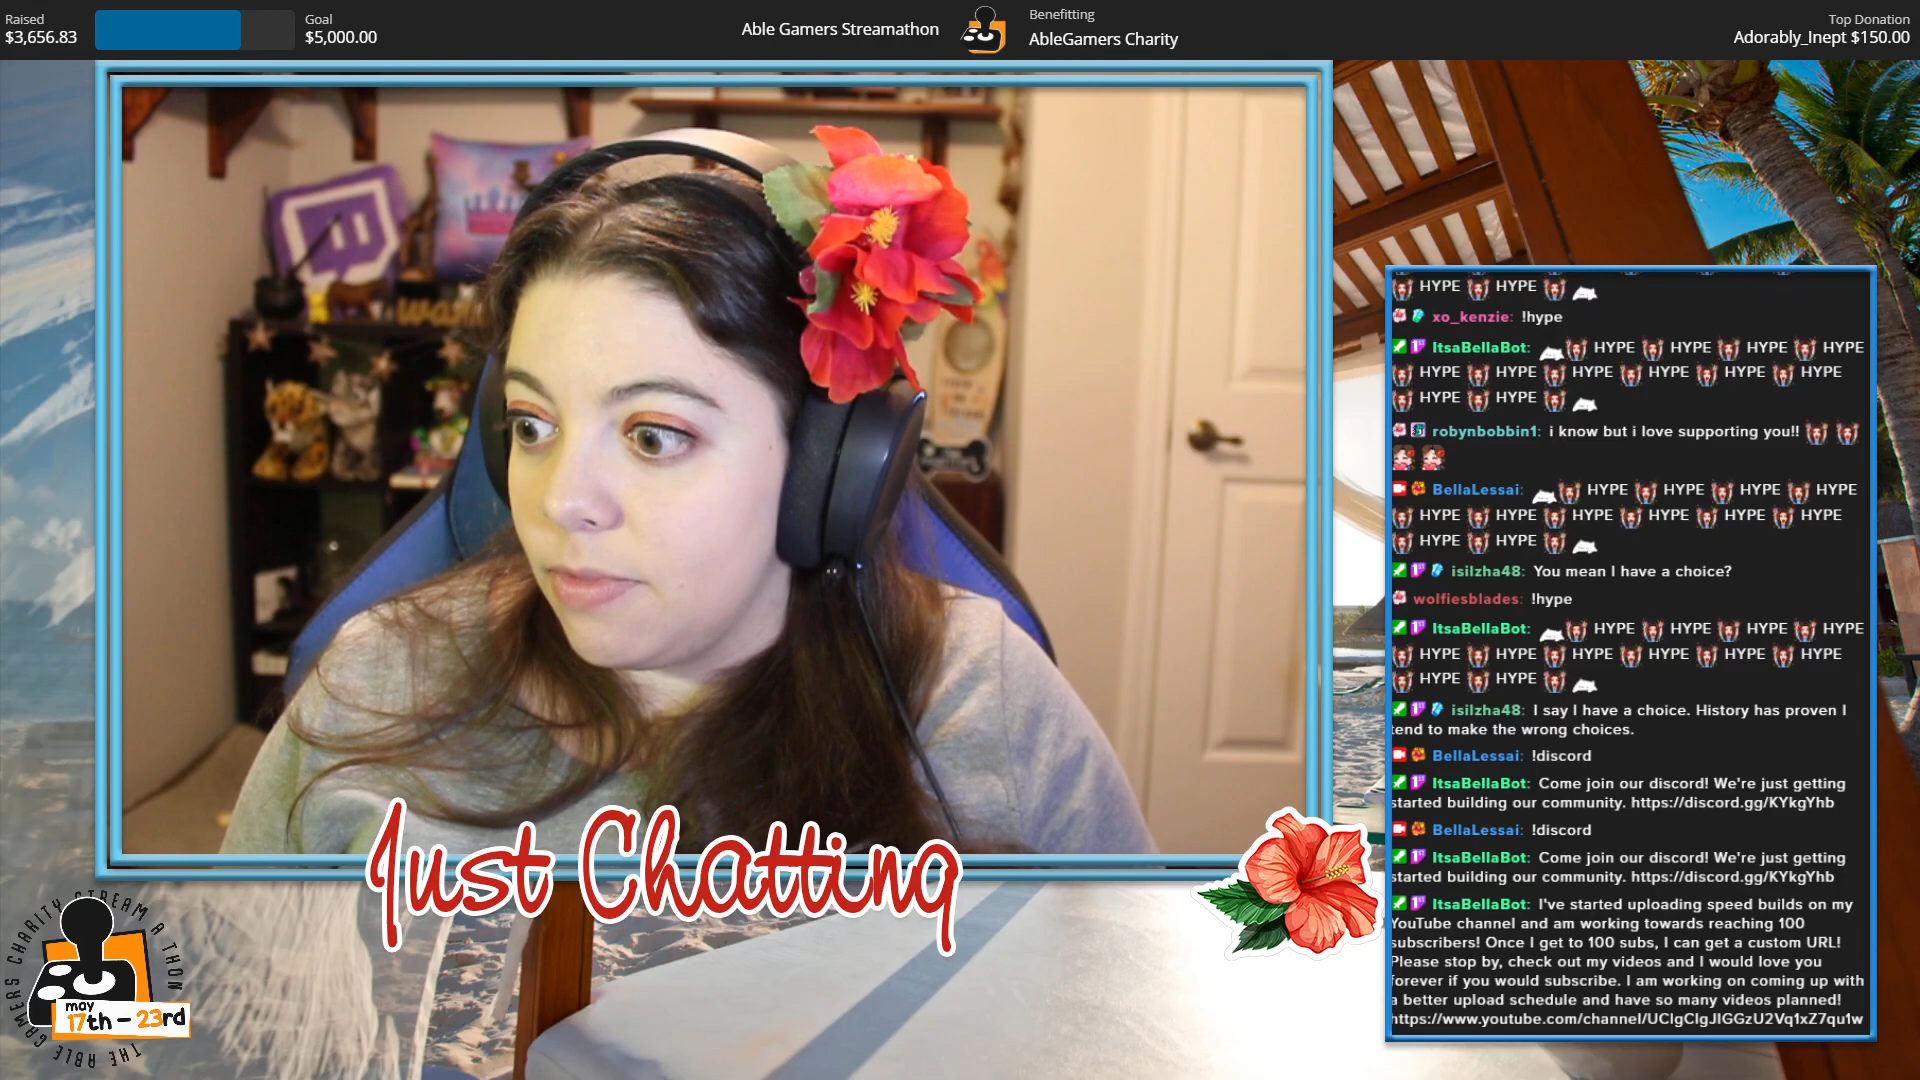 Raised
$3,656.83
Goal
$5,000.00
Able Gamers Streamathon
Benefitting
AbleGamers Charity
Top Donation
Adorably_Inept $150.00
HYPE HYPE
xo_kenzie: !hype
ItsaBellaBot: HYPE HYPE HYPE HYPE
HYPE HYPE HYPE HYPE HYPE HYPE
HYPE HYPE
robynbobbin1: i know but i love supporting you!!
BellaLessai: HYPE HYPE HYPE HYPE
HYPE HYPE HYPE HYPE HYPE HYPE
HYPE HYPE
isilzha48: You mean I have a choice?
wolfiesblades: !hype
ItsaBellaBot: HYPE HYPE HYPE HYPE
HYPE HYPE HYPE HYPE HYPE HYPE
HYPE HYPE
isilzha48: I say I have a choice. History has proven I
tend to make the wrong choices.
BellaLessai: !discord
ItsaBellaBot: Come join our discord! We're just getting
started building our community. https://discord.gg/KYkgYhb
BellaLessai: !discord
ItsaBellaBot: Come join our discord! We're just getting
started building our community. https://discord.gg/KYkgYhb
ItsaBellaBot: I've started uploading speed builds on my
YouTube channel and am working towards reaching 100
subscribers! Once I get to 100 subs, I can get a custom URL!
Please stop by, check out my videos and I would love you
forever if you would subscribe. I am working on coming up with
a better upload schedule and have so many videos planned!
https://www.youtube.com/channel/UClgClgJlGGzU2Vq1xZ7qu1w
Just Chatting
THE ABLE GAMERS CHARITY STREAM A THON
may
17th - 23rd